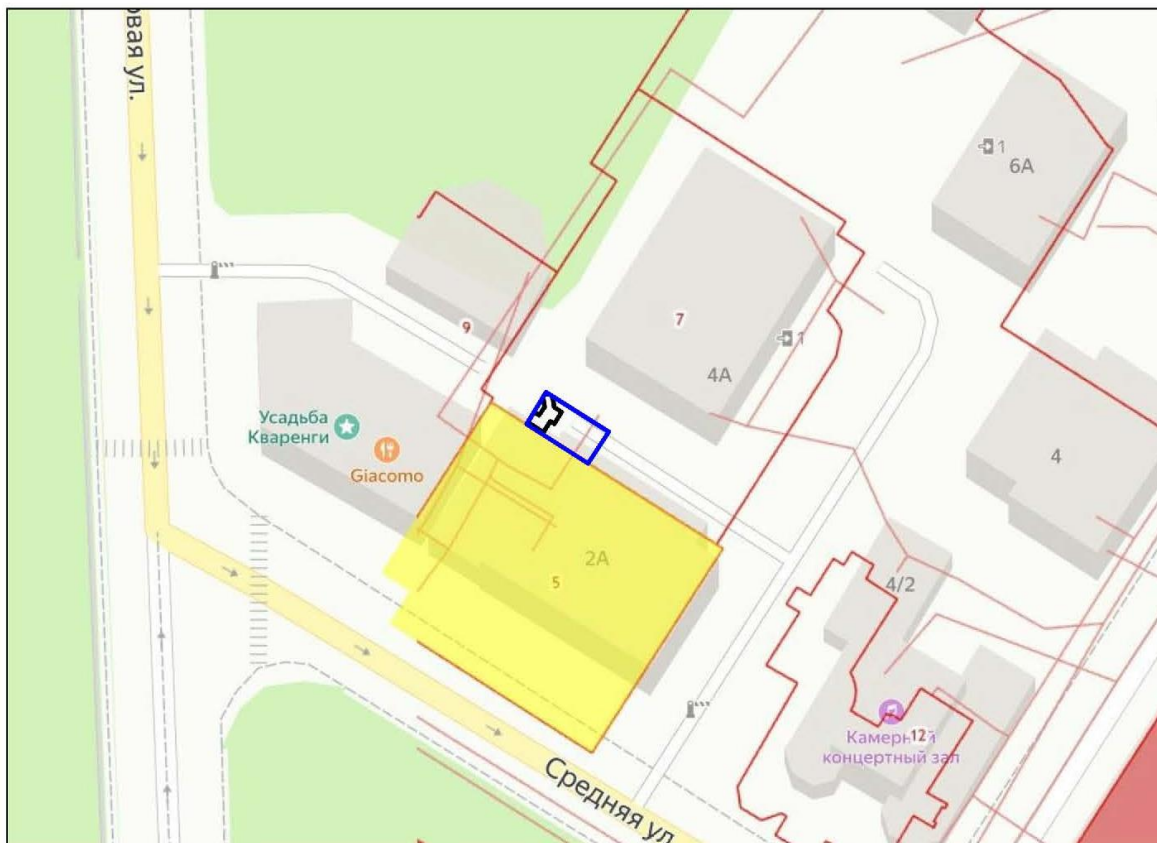 овая ул.
1
6А
7
9
1
4А
Усадьба
Кваренги
Giacomo
4
2А
5
4/2
Камерный
концертный зал
12
Средняя ул.